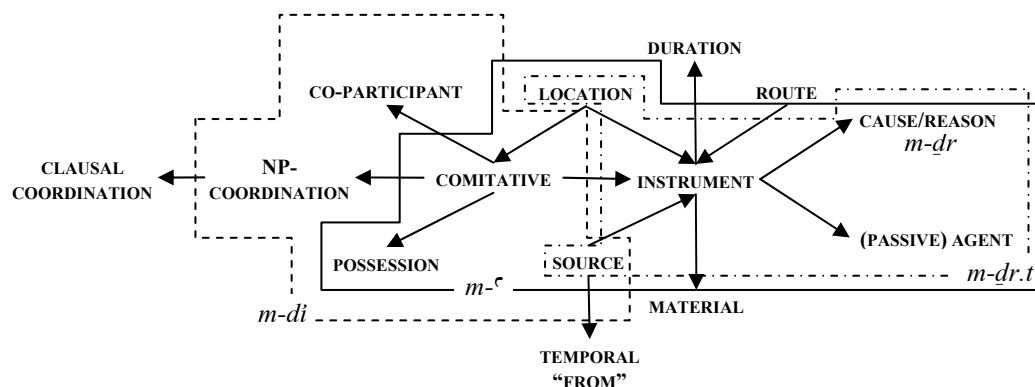 DURATION
CO-PARTICIPANT
LOCATION
ROUTE
CAUSE/REASON
m-ḏr
CLAUSAL
COORDINATION
NP-
COORDINATION
COMITATIVE
INSTRUMENT
POSSESSION
SOURCE
(PASSIVE) AGENT
m-ḏr.t
m-ꜥ
m-dỉ
MATERIAL
TEMPORAL
“FROM”